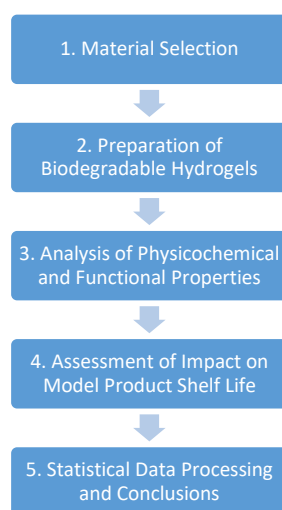 1. Material Selection
2. Preparation of
Biodegradable Hydrogels
3. Analysis of Physicochemical
and Functional Properties
4. Assessment of Impact on
Model Product Shelf Life
5. Statistical Data Processing
and Conclusions